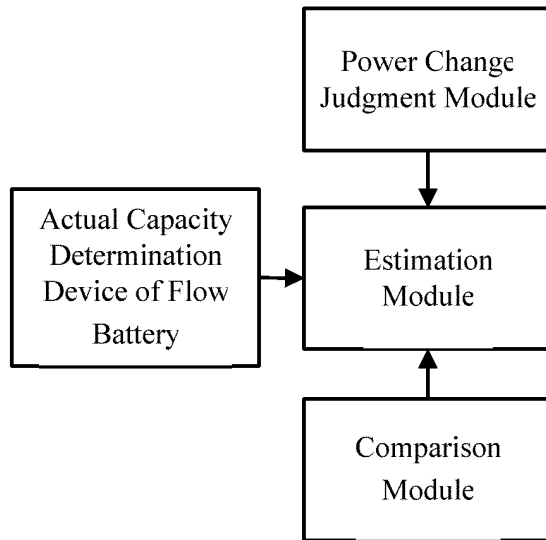 Power Change
Judgment Module
Actual Capacity
Determination
Device of Flow
Battery
Estimation
Module
Comparison
Module